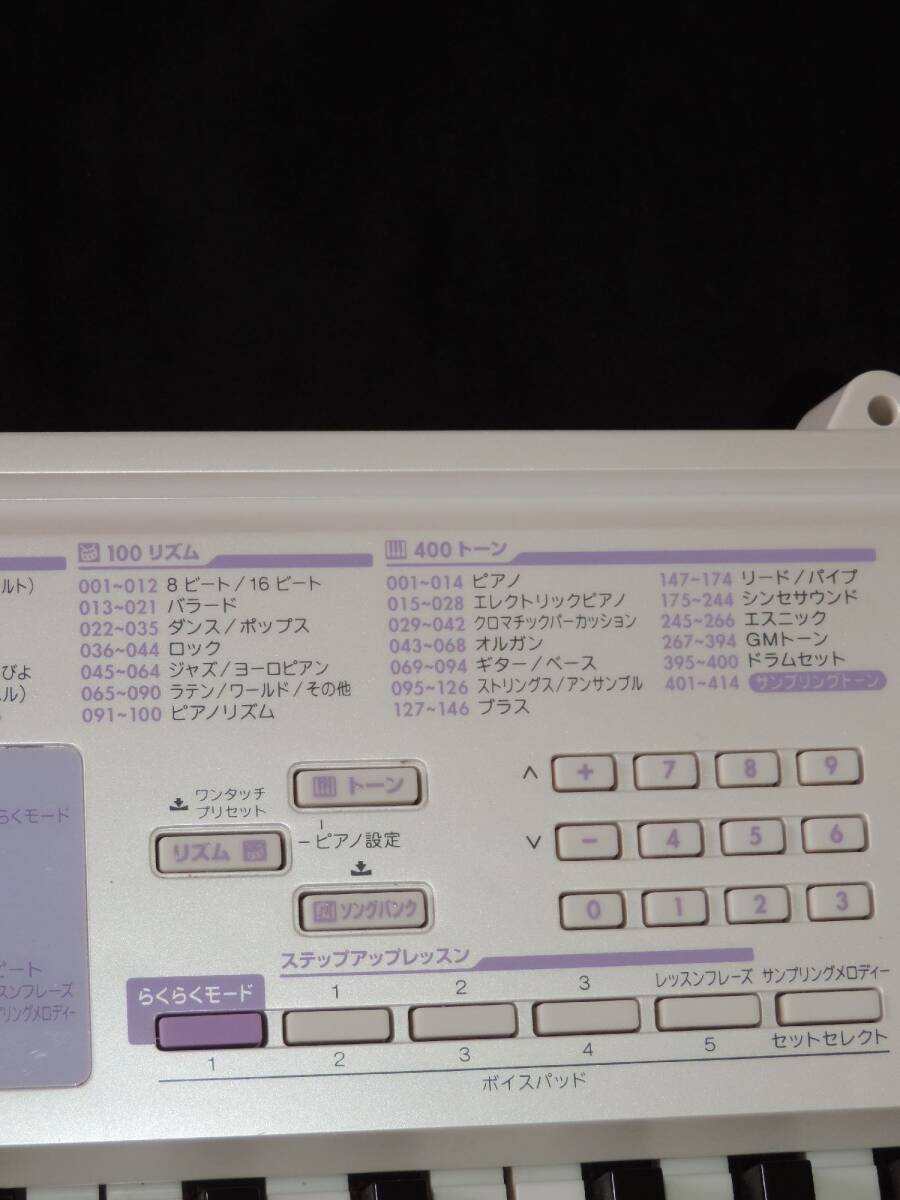 ルト)
びよ
ル)
100 リズム
001~012 8ビート/16ビート
013~021 バラード
022~035 ダンス/ポップス
036~044 ロック
045~064 ジャズ/ヨーロピアン
065~090 ラテン/ワールド/その他
091~100 ピアノリズム
400 トーン
001~014 ピアノ
015~028 エレクトリックピアノ
029~042 クロマチックパーカッション
043~068 オルガン
069~094 ギター/ベース
095~126 ストリングス/アンサンブル
127~146 ブラス
147~174 リード/パイプ
175~244 シンセサウンド
245~266 エスニック
267~394 GMトーン
395~400 ドラムセット
401~414 サンプリングトーン
らくモード
ビート
スンフレーズ
プリングメロディー
ワンタッチ
プリセット
トーン
リズム
ピアノ設定
ソングバンク
∧ + 7 8 9
∨ − 4 5 6
0 1 2 3
ステップアップレッスン
らくらくモード 1 2 3 レッスンフレーズ サンプリングメロディー
1 2 3 4 5 セットセレクト
ボイスパッド